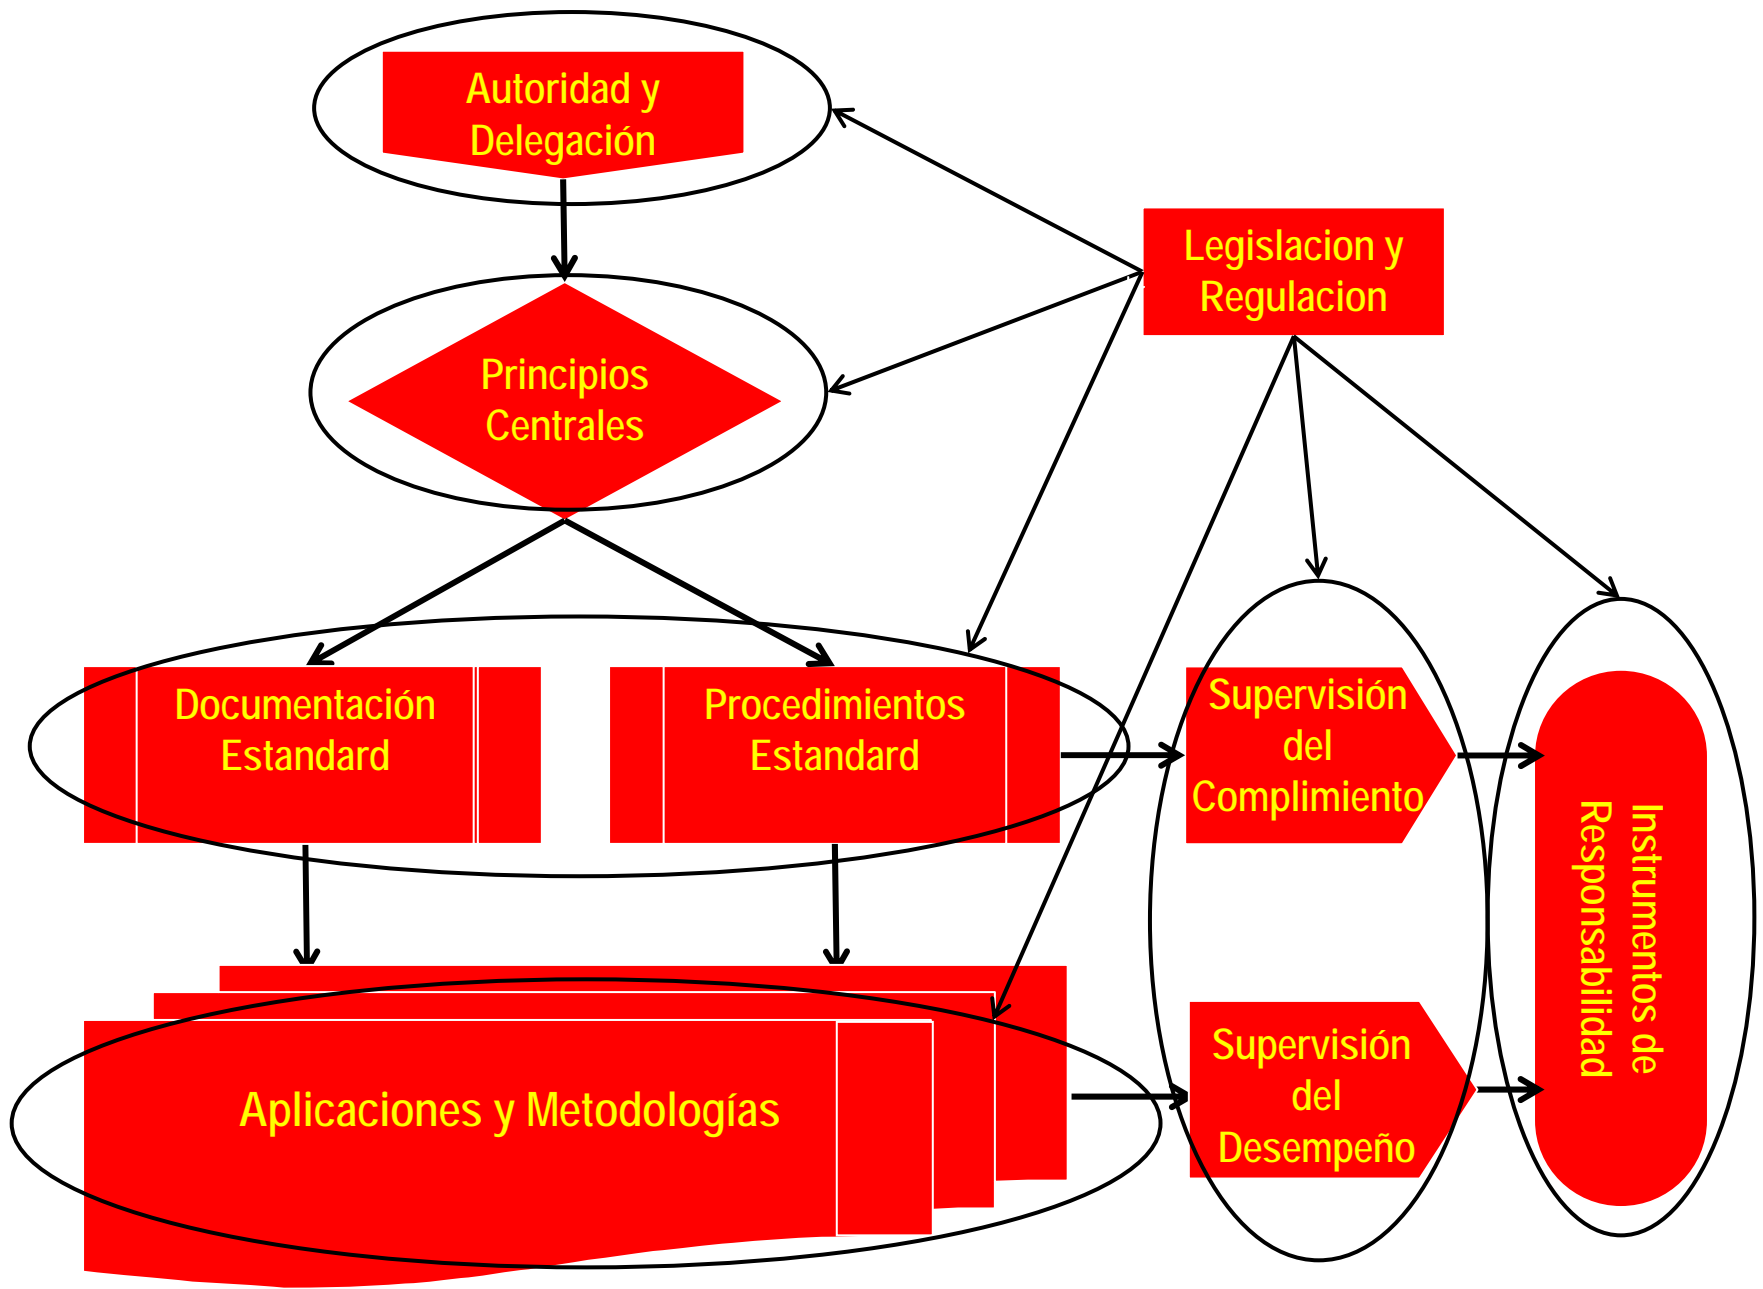 Autoridad y
Delegación
Legislacion y
Regulacion
Principios
Centrales
Documentación
Estandard
Procedimientos
Estandard
Supervisión
del
Complimiento
Instrumentos de
Responsabilidad
Aplicaciones y Metodologías
Supervisión
del
Desempeño